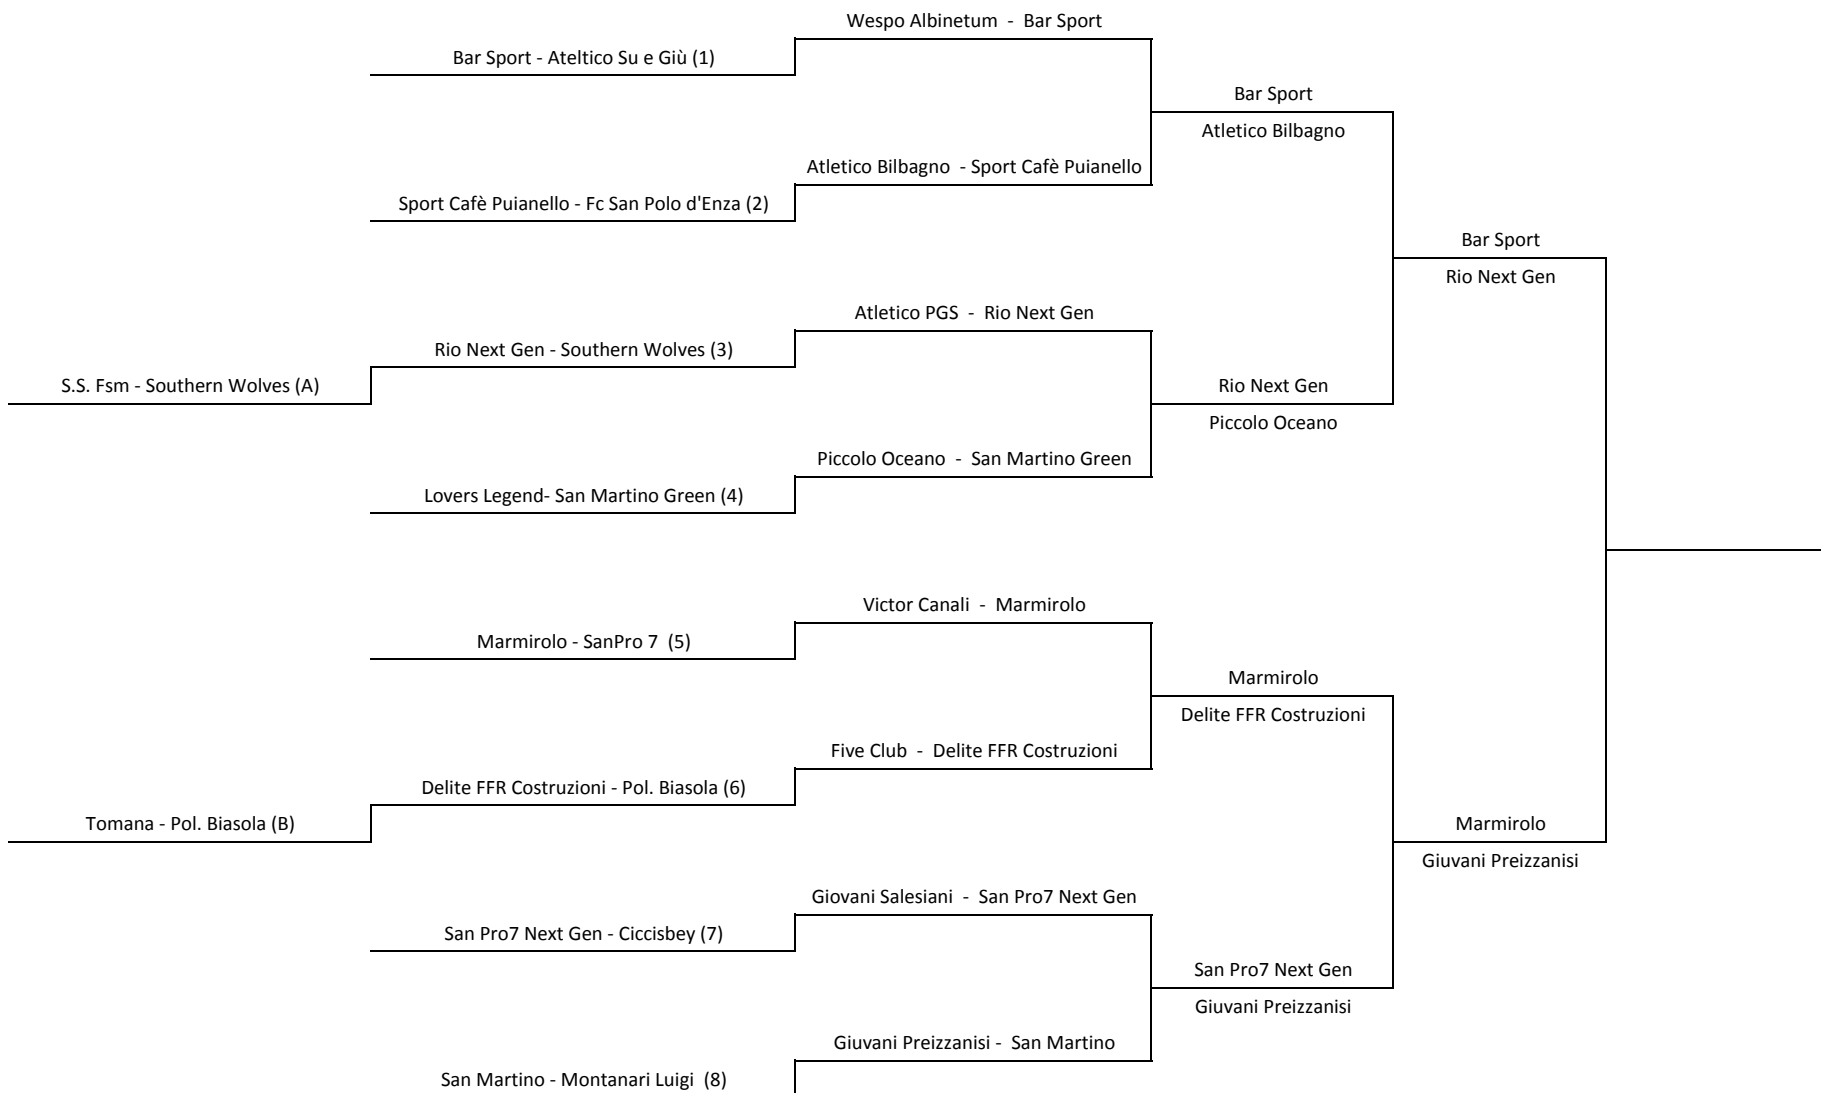 Wespo Albinetum  -  Bar Sport
Bar Sport - Ateltico Su e Giù (1)
Bar Sport
Atletico Bilbagno
Atletico Bilbagno  - Sport Cafè Puianello
Sport Cafè Puianello - Fc San Polo d'Enza (2)
Bar Sport
Rio Next Gen
Atletico PGS  -  Rio Next Gen
Rio Next Gen - Southern Wolves (3)
S.S. Fsm - Southern Wolves (A)
Rio Next Gen
Piccolo Oceano
Piccolo Oceano  -  San Martino Green
Lovers Legend- San Martino Green (4)
Victor Canali  -  Marmirolo
Marmirolo - SanPro 7  (5)
Marmirolo
Delite FFR Costruzioni
Five Club  -  Delite FFR Costruzioni
Delite FFR Costruzioni - Pol. Biasola (6)
Tomana - Pol. Biasola (B)
Marmirolo
Giuvani Preizzanisi
Giovani Salesiani  -  San Pro7 Next Gen
San Pro7 Next Gen - Ciccisbey (7)
San Pro7 Next Gen
Giuvani Preizzanisi
Giuvani Preizzanisi -  San Martino
San Martino - Montanari Luigi  (8)